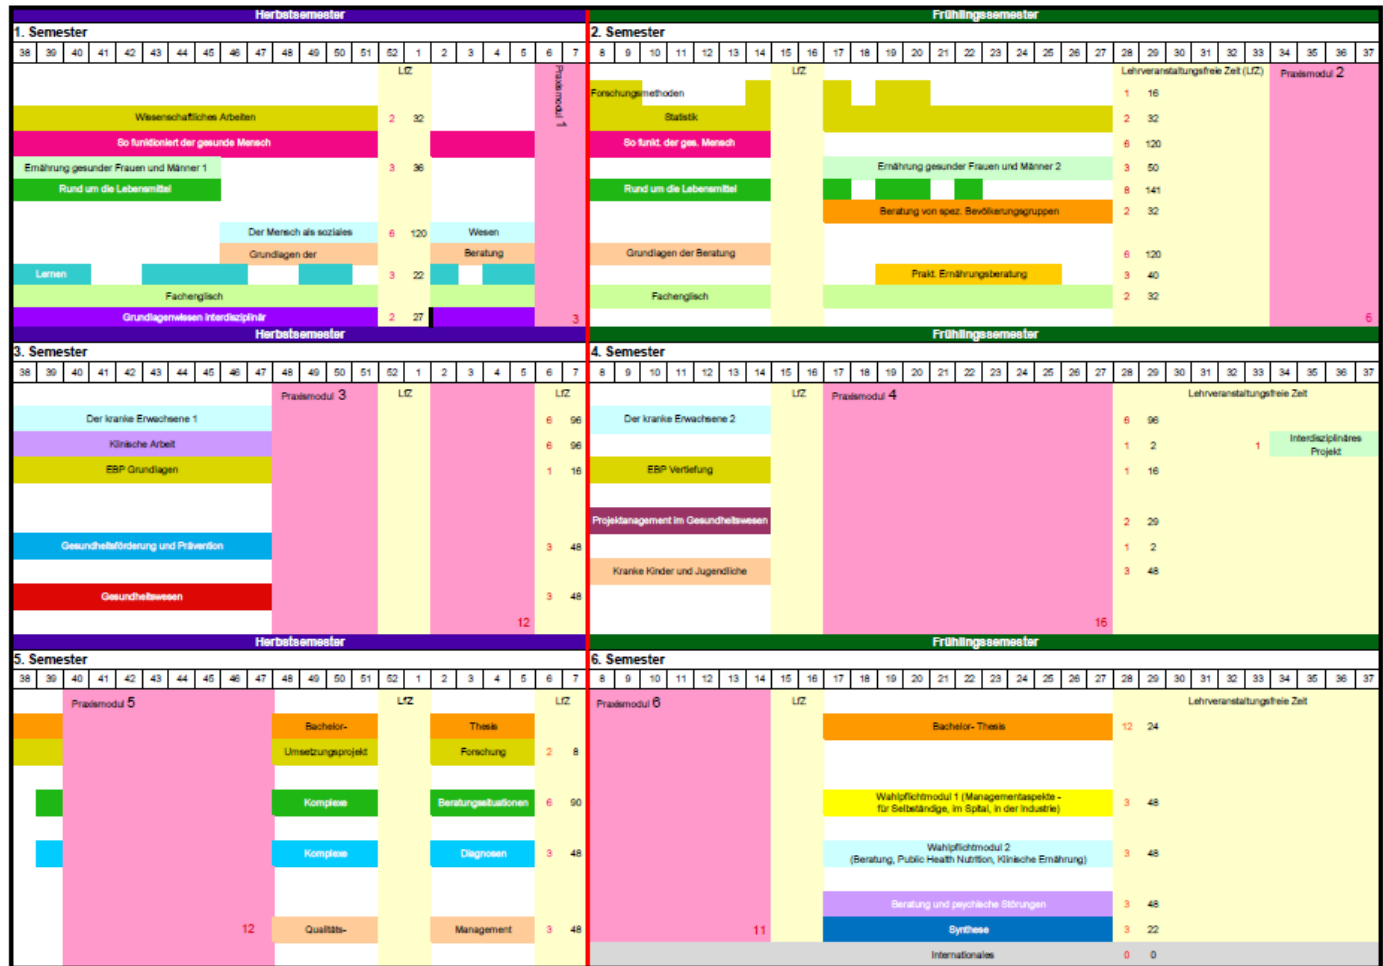 Herbstsemester Frühlingssemester
1. Semester 2. Semester
38 39 40 41 42 43 44 45 46 47 48 49 50 51 52 1 2 3 4 5 6 7 8 9 10 11 12 13 14 15 16 17 18 19 20 21 22 23 24 25 26 27 28 29 30 31 32 33 34 35 36 37
LfZ Praxismodul 1 LfZ Lehrveranstaltungsfreie Zeit (LfZ) Praxismodul 2
Forschungsmethoden 1 16
Wissenschaftliches Arbeiten 2 32 Statistik 2 32
So funktioniert der gesunde Mensch So funkt. der ges. Mensch 6 120
Ernährung gesunder Frauen und Männer 1 3 36 Ernährung gesunder Frauen und Männer 2 3 50
Rund um die Lebensmittel Rund um die Lebensmittel 8 141
Beratung von spez. Bevölkerungsgruppen 2 32
Der Mensch als soziales 6 120 Wesen
Grundlagen der Beratung Grundlagen der Beratung 6 120
Lernen 3 22 Prakt. Ernährungsberatung 3 40
Fachenglisch Fachenglisch 2 32
Grundlagenwissen interdisziplinär 2 27 3 6
Herbstsemester Frühlingssemester
3. Semester 4. Semester
38 39 40 41 42 43 44 45 46 47 48 49 50 51 52 1 2 3 4 5 6 7 8 9 10 11 12 13 14 15 16 17 18 19 20 21 22 23 24 25 26 27 28 29 30 31 32 33 34 35 36 37
Praxismodul 3 LfZ LfZ LfZ Praxismodul 4 Lehrveranstaltungsfreie Zeit
Der kranke Erwachsene 1 6 96 Der kranke Erwachsene 2 6 96
Klinische Arbeit 6 96 1 2 1 Interdisziplinäres
Projekt
EBP Grundlagen 1 16 EBP Vertiefung 1 16
Projektanagement im Gesundheitswesen 2 29
Gesundheitsförderung und Prävention 3 48 1 2
Kranke Kinder und Jugendliche 3 48
Gesundheitswesen 3 48
12 16
Herbstsemester Frühlingssemester
5. Semester 6. Semester
38 39 40 41 42 43 44 45 46 47 48 49 50 51 52 1 2 3 4 5 6 7 8 9 10 11 12 13 14 15 16 17 18 19 20 21 22 23 24 25 26 27 28 29 30 31 32 33 34 35 36 37
Praxismodul 5 LfZ LfZ Praxismodul 6 LfZ Lehrveranstaltungsfreie Zeit
Bachelor- Thesis Bachelor- Thesis 12 24
Umsetzungsprojekt Forschung 2 8
Komplexe Beratungssituationen 6 90 Wahlpflichtmodul 1 (Managementaspekte -
für Selbständige, im Spital, in der Industrie) 3 48
Komplexe Diagnosen 3 48 Wahlpflichtmodul 2
(Beratung, Public Health Nutrition, Klinische Ernährung) 3 48
Beratung und psychische Störungen 3 48
12 Qualitäts- Management 3 48 11 Synthese 3 22
Internationales 0 0